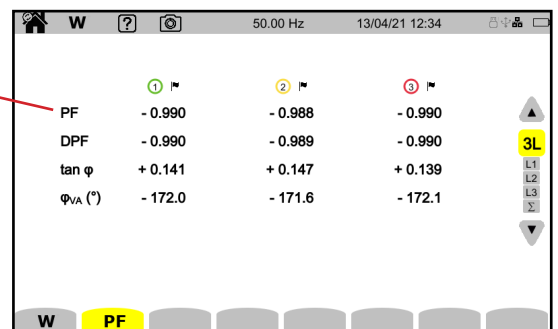 W ? 50.00 Hz 13/04/21 12:34
1 2 3
PF - 0.990 - 0.988 - 0.990
DPF - 0.990 - 0.989 - 0.990
tan φ + 0.141 + 0.147 + 0.139
φVA (°) - 172.0 - 171.6 - 172.1
3L
L1
L2
L3
Σ
W PF